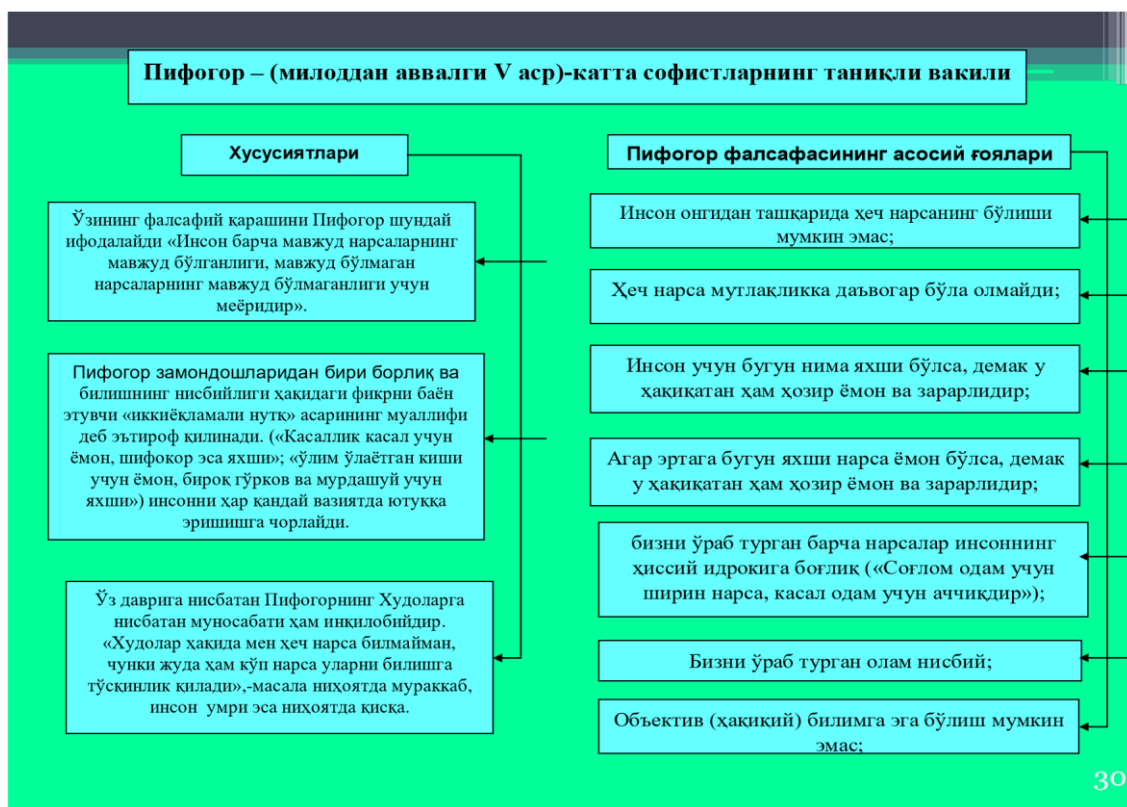 Пифогор – (милоддан аввалги V аср)-катта софистларнинг таниқли вакили
Хусусиятлари
Ўзининг фалсафий қарашини Пифогор шундай
ифодалайди «Инсон барча мавжуд нарсаларнинг
мавжуд бўлганлиги, мавжуд бўлмаган
нарсаларнинг мавжуд бўлмаганлиги учун
меёридир».
Пифогор замондошларидан бири борлиқ ва
билишнинг нисбийлиги ҳақидаги фикрни баён
этувчи «иккиёқламали нутқ» асарининг муаллифи
деб эътироф қилинади. («Касаллик касал учун
ёмон, шифокор эса яхши»; «ўлим ўлаётган киши
учун ёмон, бироқ гўрков ва мурдашуй учун
яхши») инсонни ҳар қандай вазиятда ютуққа
эришишга чорлайди.
Ўз даврига нисбатан Пифогорнинг Худоларга
нисбатан муносабати ҳам инқилобийдир.
«Худолар ҳақида мен ҳеч нарса билмайман,
чунки жуда ҳам кўп нарса уларни билишга
тўсқинлик қилади»,-масала ниҳоятда мураккаб,
инсон умри эса ниҳоятда қисқа.
Пифогор фалсафасининг асосий ғоялари
Инсон онгидан ташқарида ҳеч нарсанинг бўлиши
мумкин эмас;
Ҳеч нарса мутлақликка даъвогар бўла олмайди;
Инсон учун бугун нима яхши бўлса, демак у
ҳақиқатан ҳам ҳозир ёмон ва зарарлидир;
Агар эртага бугун яхши нарса ёмон бўлса, демак
у ҳақиқатан ҳам ҳозир ёмон ва зарарлидир;
бизни ўраб турган барча нарсалар инсоннинг
ҳиссий идрокига боғлиқ («Соғлом одам учун
ширин нарса, касал одам учун аччиқдир»);
Бизни ўраб турган олам нисбий;
Объектив (ҳақиқий) билимга эга бўлиш мумкин
эмас;
30